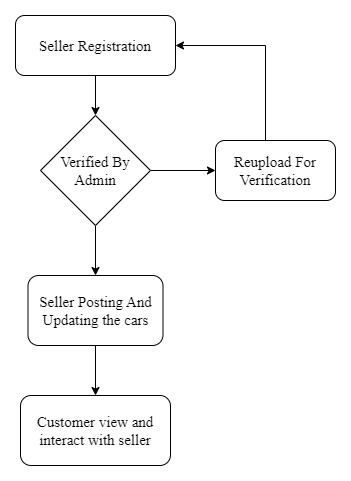 Seller Registration
Verified By
Admin
Reupload For
Verification
Seller Posting And
Updating the cars
Customer view and
interact with seller